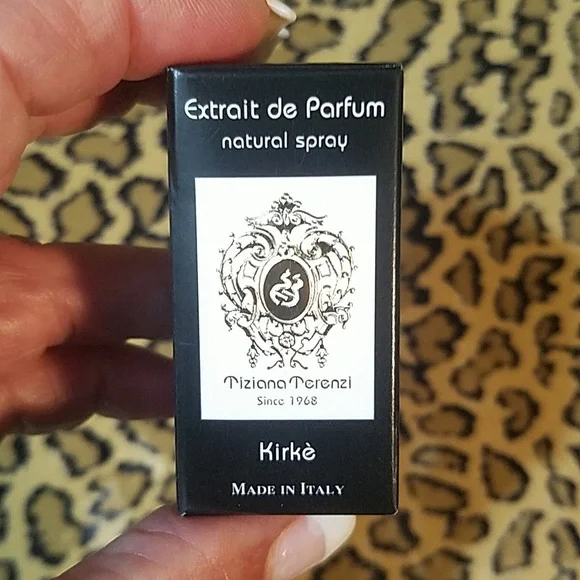 Extrait de Parfum
natural spray
Tiziana Terenzi
Since 1968
Kirkè
MADE IN ITALY